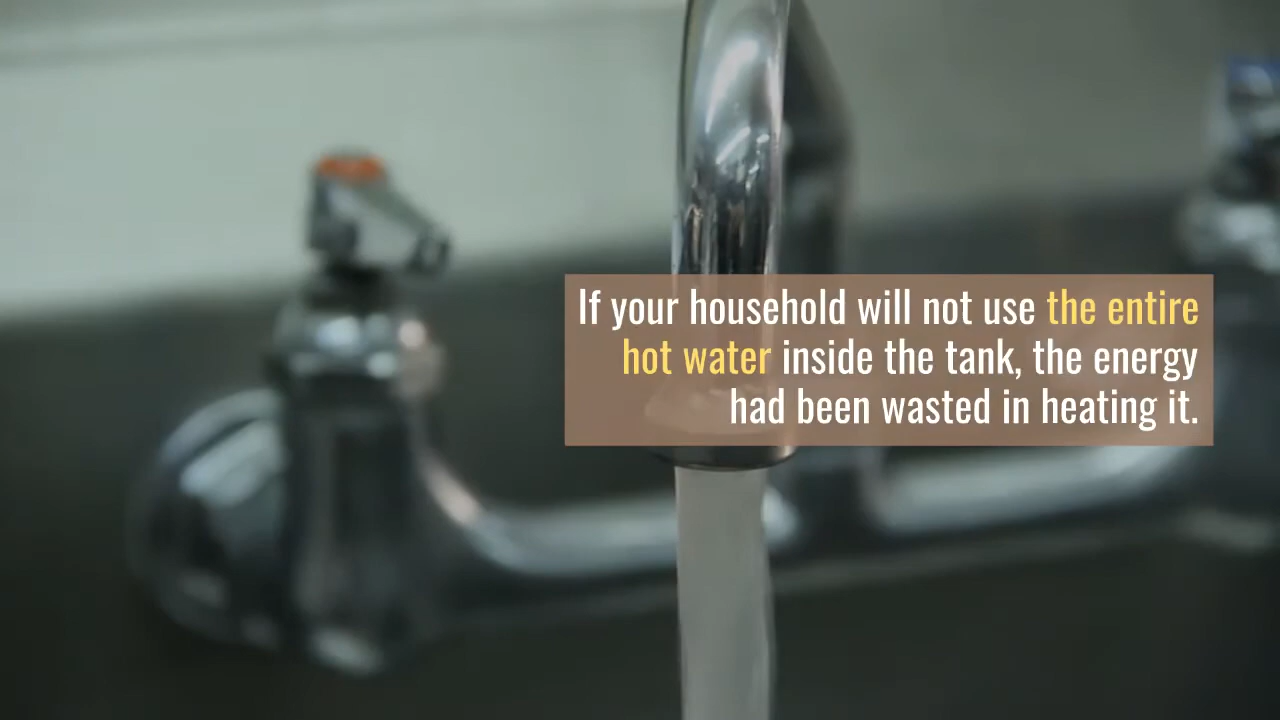 If your household will not use the entire
hot water inside the tank, the energy
had been wasted in heating it.